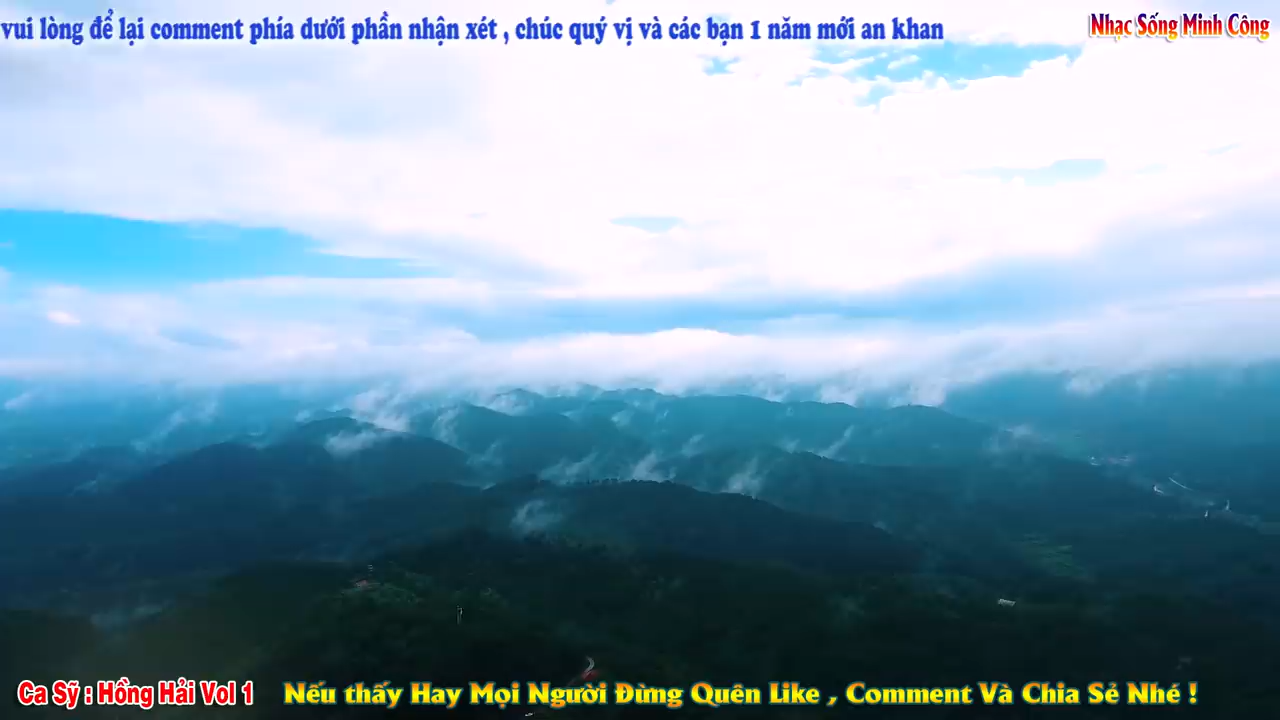 vui lòng để lại comment phía dưới phần nhận xét , chúc quý vị và các bạn 1 năm mới an khan
Nhạc Sống Minh Công
Ca Sỹ : Hồng Hải Vol 1
Nếu thấy Hay Mọi Người Đừng Quên Like , Comment Và Chia Sẻ Nhé !